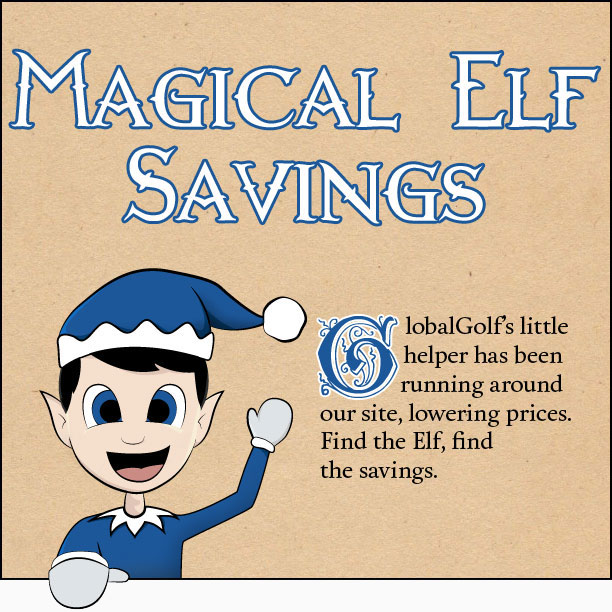 Magical Elf
Savings
GlobalGolf's little
helper has been
running around
our site, lowering prices.
Find the Elf, find
the savings.